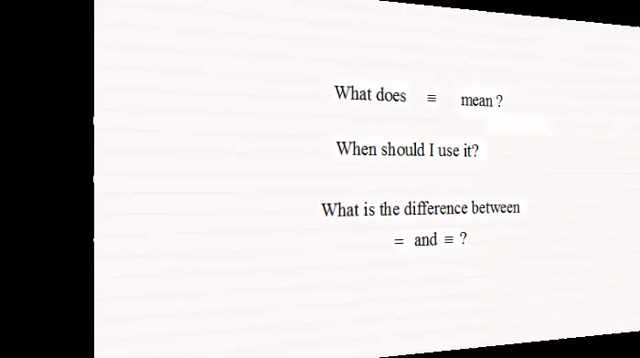 What does ≡ mean ?
When should I use it?
What is the difference between
= and ≡ ?